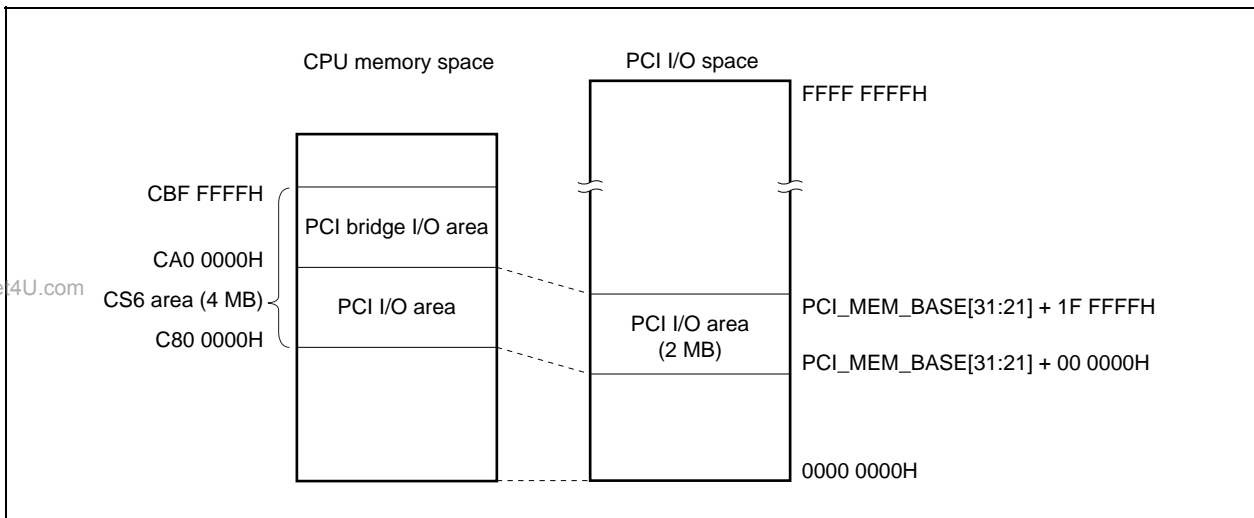 CPU memory space
PCI I/O space
FFFF FFFFH
CBF FFFFH
PCI bridge I/O area
CA0 0000H
et4U.com
CS6 area (4 MB)
PCI I/O area
C80 0000H
PCI I/O area
(2 MB)
PCI_MEM_BASE[31:21] + 1F FFFFH
PCI_MEM_BASE[31:21] + 00 0000H
0000 0000H